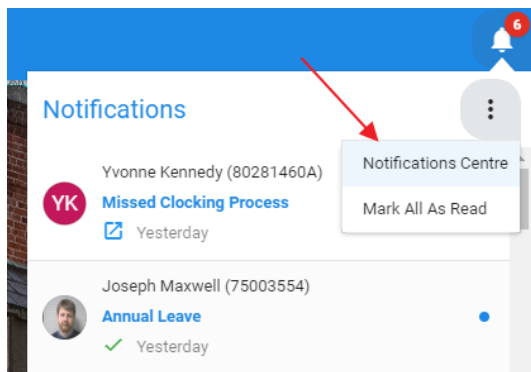 6
Notifications
Notifications Centre
Mark All As Read
Yvonne Kennedy (80281460A)
YK
Missed Clocking Process
Yesterday
Joseph Maxwell (75003554)
Annual Leave
Yesterday